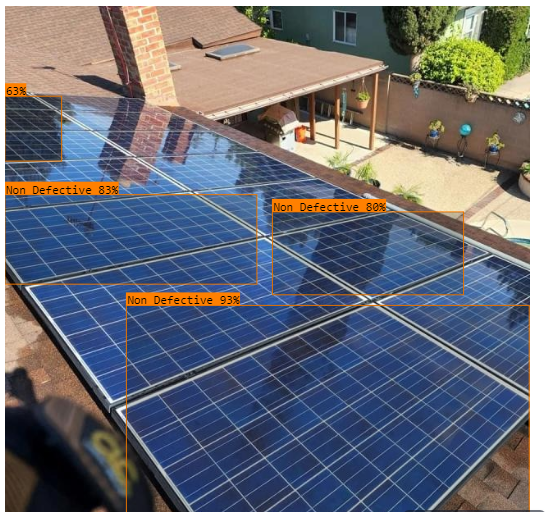 63%
Non Defective 83%
Non Defective 80%
Non Defective 93%